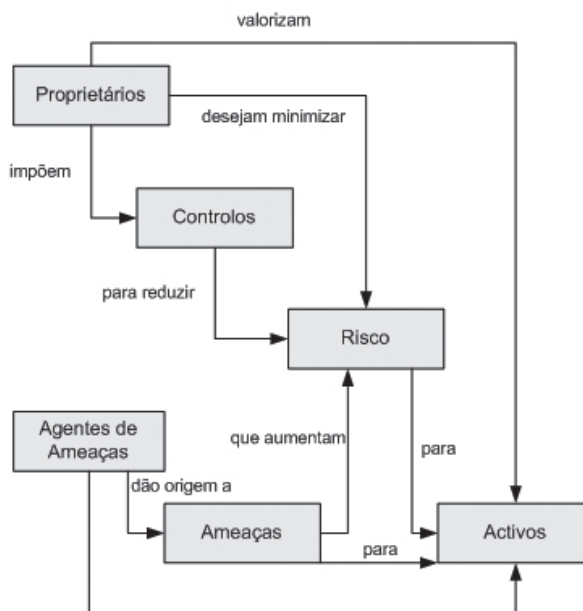 valorizam
Proprietários
desejam minimizar
impõem
Controlos
para reduzir
Risco
Agentes de
Ameaças
que aumentam
para
dão origem a
Ameaças
para
Activos